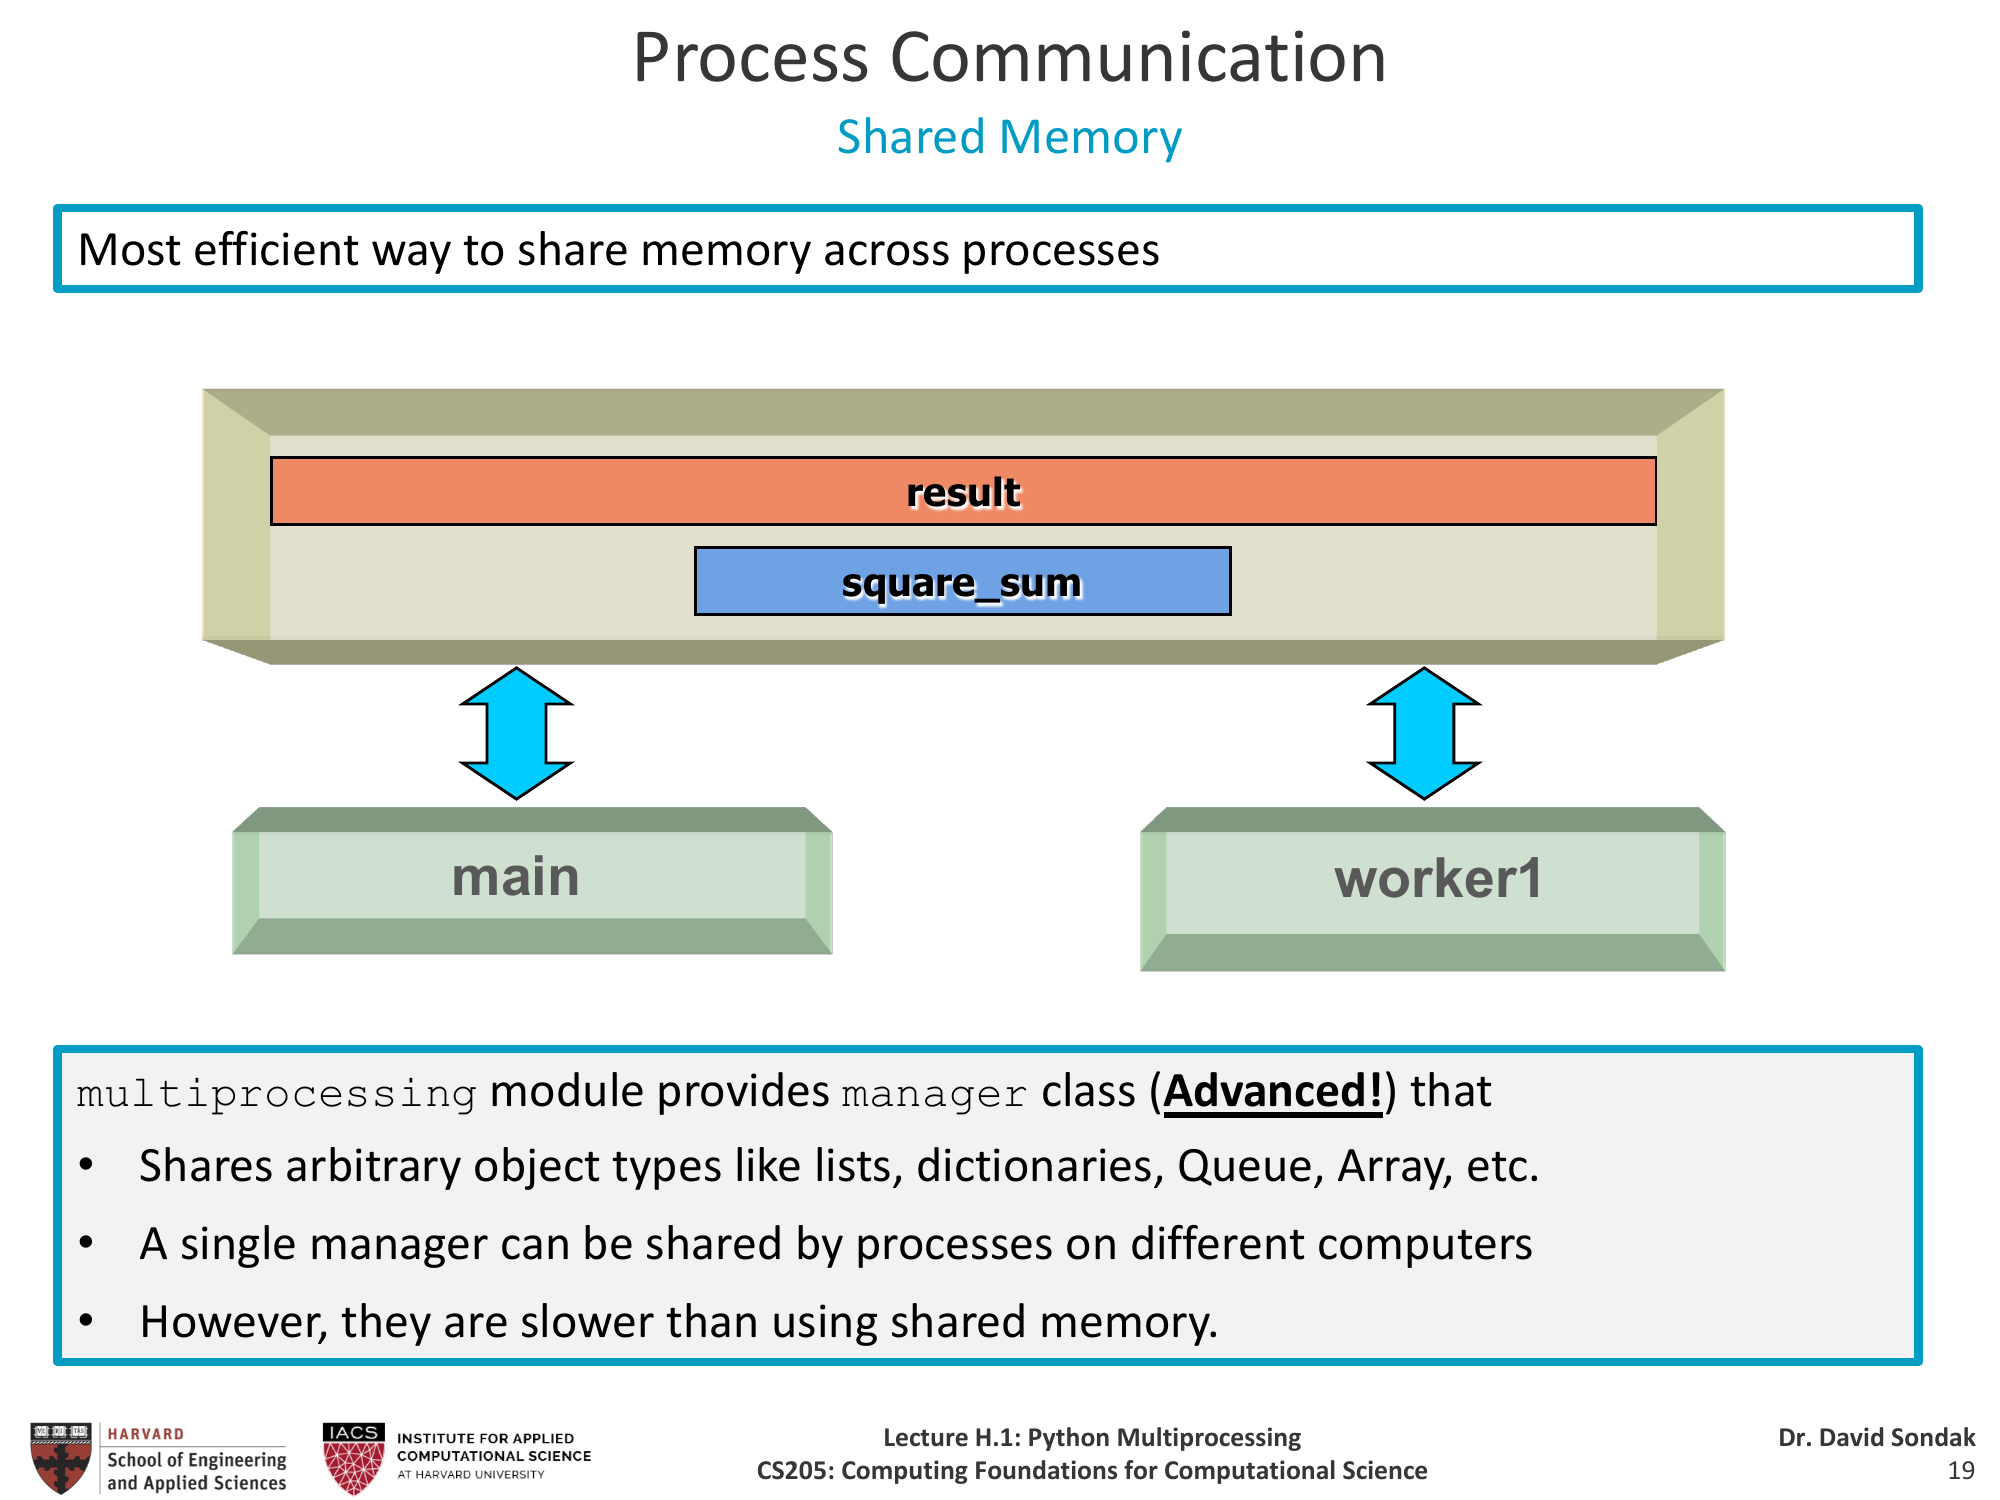 Process Communication
Shared Memory
Most efficient way to share memory across processes
result
square_sum
main
worker1
multiprocessing module provides manager class (Advanced!) that
• Shares arbitrary object types like lists, dictionaries, Queue, Array, etc.
• A single manager can be shared by processes on different computers
• However, they are slower than using shared memory.
HARVARD
School of Engineering
and Applied Sciences
IACS
INSTITUTE FOR APPLIED
COMPUTATIONAL SCIENCE
AT HARVARD UNIVERSITY
Lecture H.1: Python Multiprocessing
CS205: Computing Foundations for Computational Science
Dr. David Sondak
19